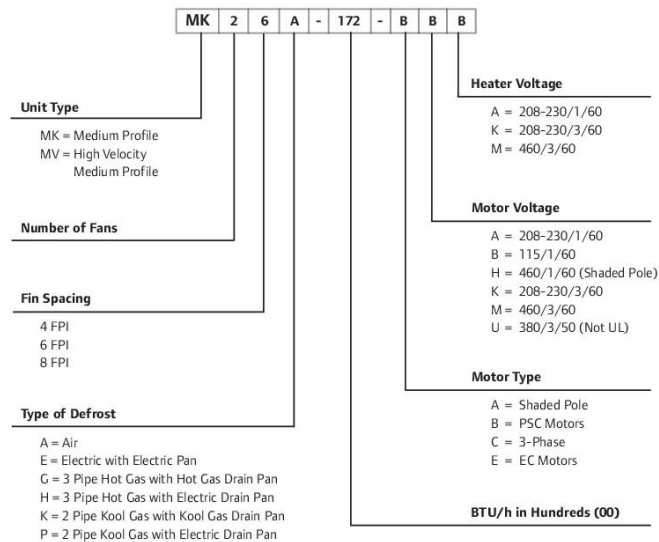 MK 2 6 A - 172 - B B B
Unit Type
MK = Medium Profile
MV = High Velocity
Medium Profile
Number of Fans
Fin Spacing
4 FPI
6 FPI
8 FPI
Type of Defrost
A = Air
E = Electric with Electric Pan
G = 3 Pipe Hot Gas with Hot Gas Drain Pan
H = 3 Pipe Hot Gas with Electric Drain Pan
K = 2 Pipe Kool Gas with Kool Gas Drain Pan
P = 2 Pipe Kool Gas with Electric Drain Pan
Heater Voltage
A = 208-230/1/60
K = 208-230/3/60
M = 460/3/60
Motor Voltage
A = 208-230/1/60
B = 115/1/60
H = 460/1/60 (Shaded Pole)
K = 208-230/3/60
M = 460/3/60
U = 380/3/50 (Not UL)
Motor Type
A = Shaded Pole
B = PSC Motors
C = 3-Phase
E = EC Motors
BTU/h in Hundreds (00)